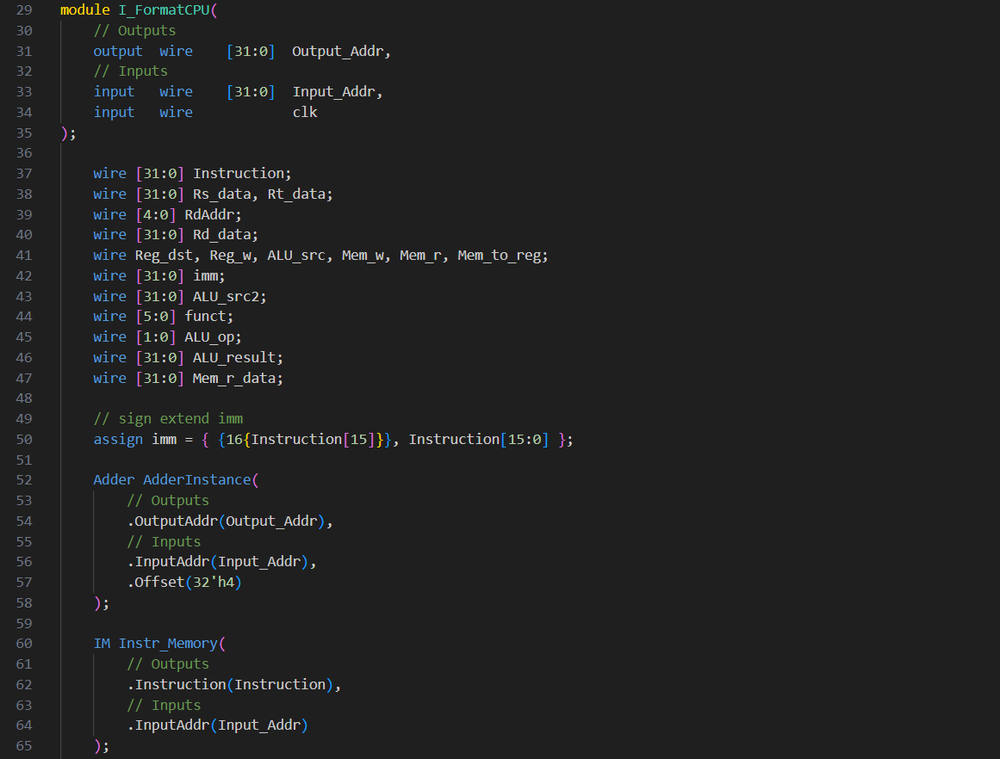 29 module I_FormatCPU(
30     // Outputs
31     output  wire    [31:0]  Output_Addr,
32     // Inputs
33     input   wire    [31:0]  Input_Addr,
34     input   wire            clk
35 );
36
37     wire [31:0] Instruction;
38     wire [31:0] Rs_data, Rt_data;
39     wire [4:0] RdAddr;
40     wire [31:0] Rd_data;
41     wire Reg_dst, Reg_w, ALU_src, Mem_w, Mem_r, Mem_to_reg;
42     wire [31:0] imm;
43     wire [31:0] ALU_src2;
44     wire [5:0] funct;
45     wire [1:0] ALU_op;
46     wire [31:0] ALU_result;
47     wire [31:0] Mem_r_data;
48
49     // sign extend imm
50     assign imm = { {16{Instruction[15]}}, Instruction[15:0] };
51
52     Adder AdderInstance(
53         // Outputs
54         .OutputAddr(Output_Addr),
55         // Inputs
56         .InputAddr(Input_Addr),
57         .Offset(32'h4)
58     );
59
60     IM Instr_Memory(
61         // Outputs
62         .Instruction(Instruction),
63         // Inputs
64         .InputAddr(Input_Addr)
65     );